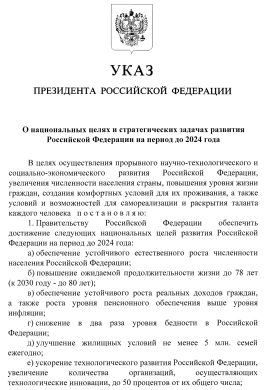 УКАЗ
ПРЕЗИДЕНТА РОССИЙСКОЙ ФЕДЕРАЦИИ
О национальных целях и стратегических задачах развития
Российской Федерации на период до 2024 года
В целях осуществления прорывного научно-технологического и
социально-экономического развития Российской Федерации,
увеличения численности населения страны, повышения уровня жизни
граждан, создания комфортных условий для их проживания, а также
условий и возможностей для самореализации и раскрытия таланта
каждого человека п о с т а н о в л я ю:
1. Правительству Российской Федерации обеспечить
достижение следующих национальных целей развития Российской
Федерации на период до 2024 года:
а) обеспечение устойчивого естественного роста численности
населения Российской Федерации;
б) повышение ожидаемой продолжительности жизни до 78 лет
(к 2030 году - до 80 лет);
в) обеспечение устойчивого роста реальных доходов граждан,
а также роста уровня пенсионного обеспечения выше уровня
инфляции;
г) снижение в два раза уровня бедности в Российской
Федерации;
д) улучшение жилищных условий не менее 5 млн. семей
ежегодно;
е) ускорение технологического развития Российской Федерации,
увеличение количества организаций, осуществляющих
технологические инновации, до 50 процентов от их общего числа;